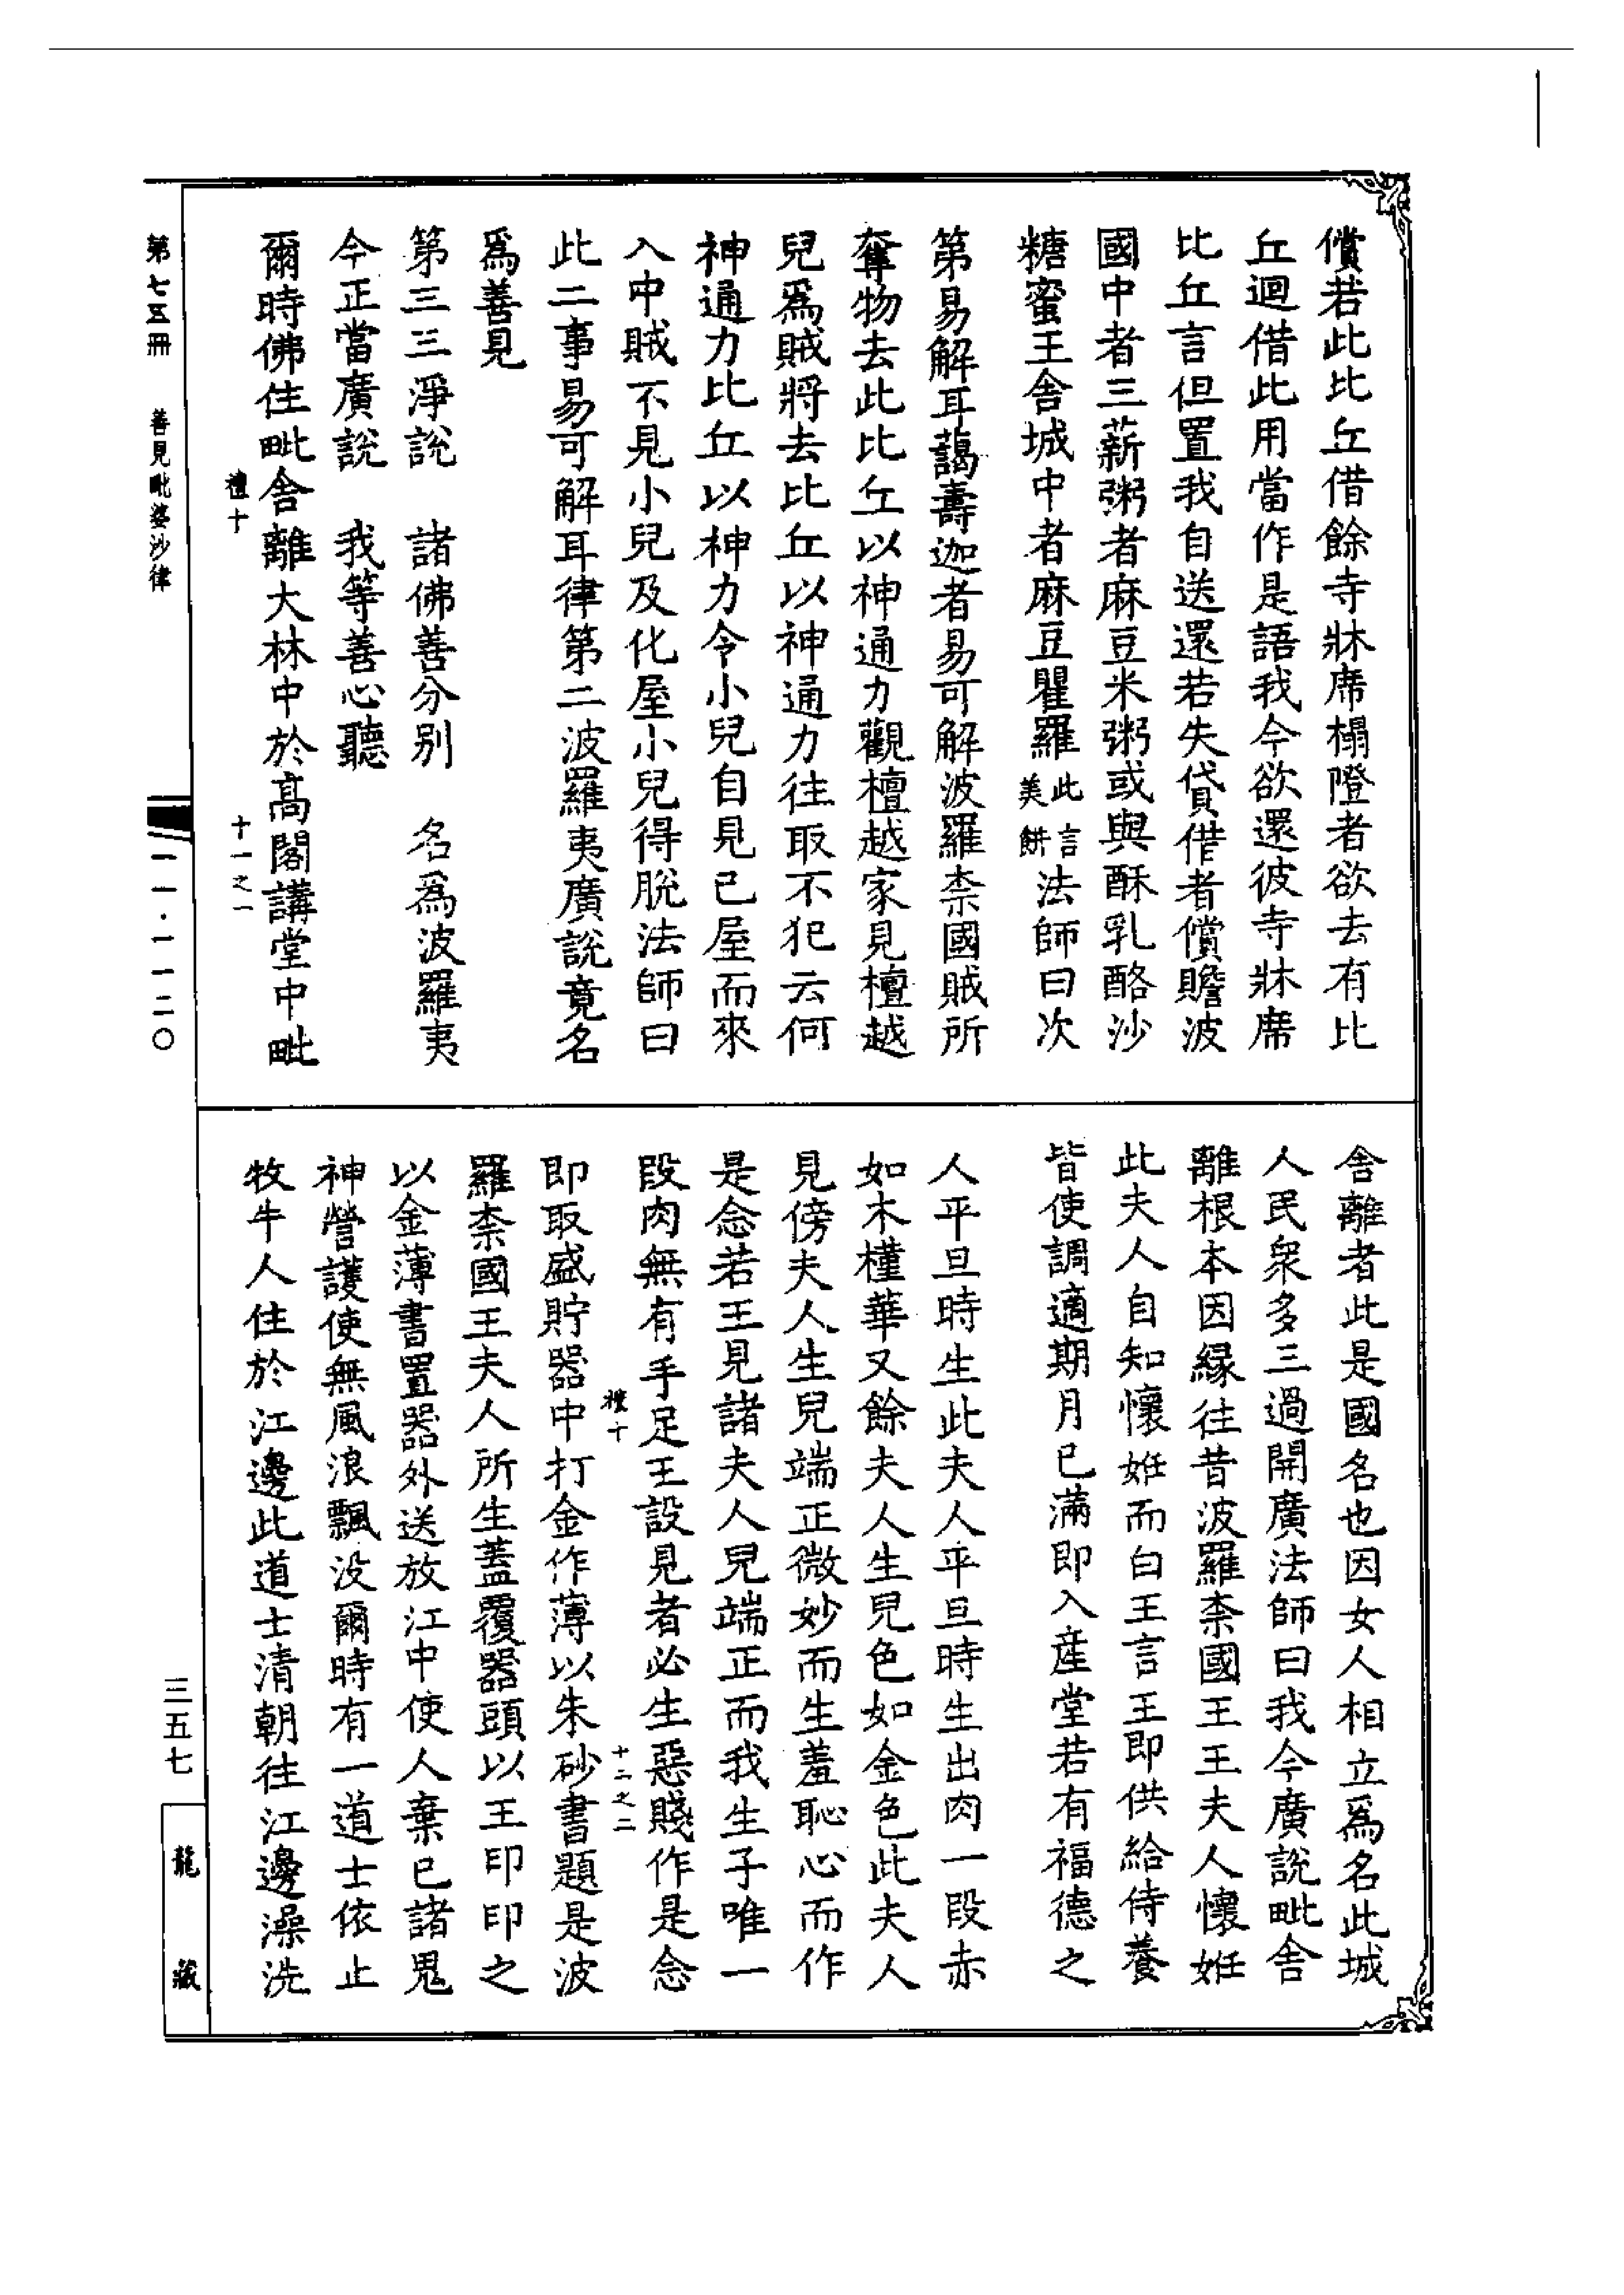 償若此比丘借餘寺牀席榻隥者欲去有比
丘迴借此用當作是語我今欲還彼寺牀席
比丘言但置我自送還若失貸借者償贍波
國中者三薪粥者麻豆米粥或與酥乳酪沙
糖蜜王舍城中者麻豆瞿羅此言美餅法師曰次
第易解耳藹壽迦者易可解波羅柰國賊所
奪物去此比丘以神通力觀檀越家見檀越
兒爲賊將去比丘以神通力往取不犯云何
神通力比丘以神力令小兒自見已屋而來
入中賊不見小兒及化屋小兒得脫法師曰
此二事易可解耳律第二波羅夷廣說竟名
爲善見
第三三淨說　諸佛善分別　名爲波羅夷
今正當廣說　我等善心聽
爾時佛住毗舍離大林中於高閣講堂中毗
禮十
十一之一
舍離者此是國名也因女人相立爲名此城
人民衆多三過開廣法師曰我今廣說毗舍
離根本因緣往昔波羅柰國王王夫人懷妊
此夫人自知懷妊而白王言王即供給侍養
皆使調適期月已滿即入産堂若有福德之
人平旦時生此夫人平旦時生出肉一段赤
如木槿華又餘夫人生兒色如金色此夫人
見傍夫人生兒端正微妙而生羞恥心而作
是念若王見諸夫人兒端正而我生子唯一
段肉無有手足王設見者必生惡賤作是念
禮十
十二之二
即取盛貯器中打金作薄以朱砂書題是波
羅柰國王夫人所生蓋覆器頭以王印印之
以金薄書置器外送放江中使人棄已諸鬼
神營護使無風浪飄没爾時有一道士依止
牧牛人住於江邊此道士清朝往江邊澡洗
第七五冊　善見毗婆沙律
一一·一一二〇
三五七
龍藏